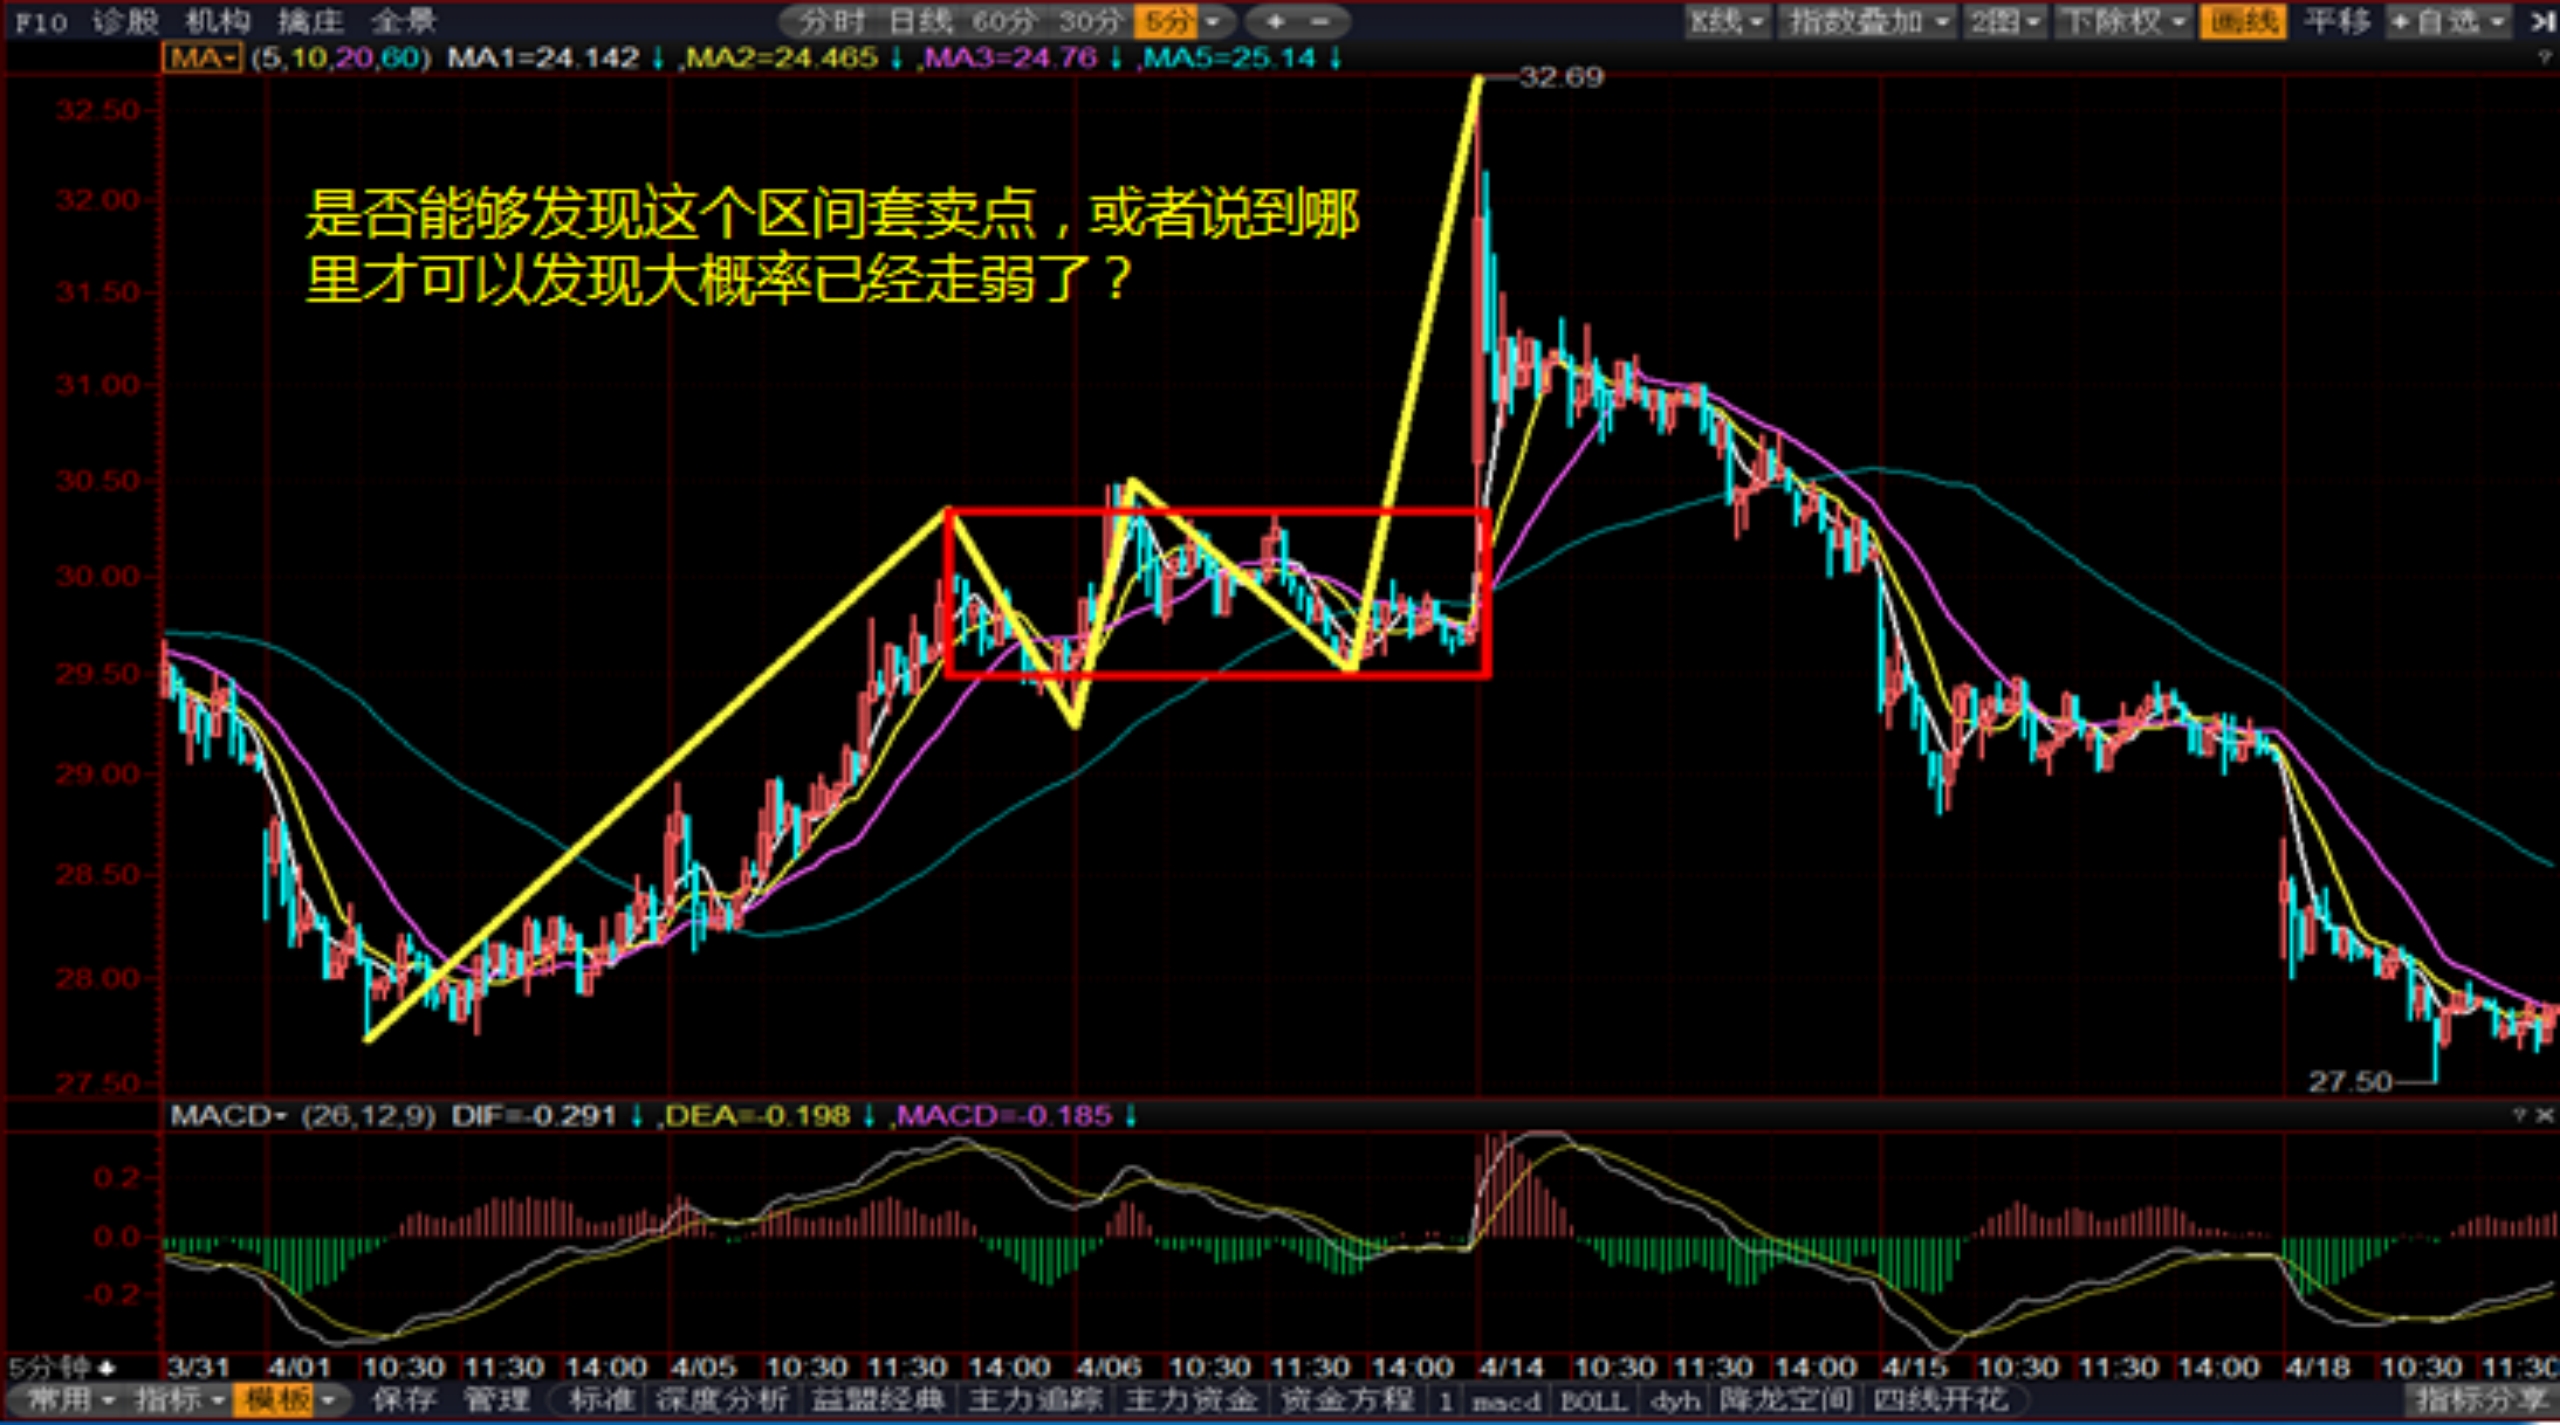 F10 诊股 机构 擒庄 全景 分时 日线 60分 30分 5分 + - K线 指数叠加 2图 下除权 画线 平移 +自选
MA (5,10,20,60) MA1=24.142 ↓ ,MA2=24.465 ↓ ,MA3=24.76 ↓ ,MA5=25.14 ↓ ?
32.69
32.50
32.00
是否能够发现这个区间套卖点，或者说到哪
里才可以发现大概率已经走弱了？
31.50
31.00
30.50
30.00
29.50
29.00
28.50
28.00
27.50
27.50
MACD (26,12,9) DIF=-0.291 ↓ ,DEA=-0.198 ↓ ,MACD=-0.185 ↓ ? ×
0.2
0.0
-0.2
5分钟 3/31 4/01 10:30 11:30 14:00 4/05 10:30 11:30 14:00 4/06 10:30 11:30 14:00 4/14 10:30 11:30 14:00 4/15 10:30 11:30 14:00 4/18 10:30 11:30
常用 指标 模板 保存 管理 标准 深度分析 益盟经典 主力追踪 主力资金 资金方程 1 macd BOLL dyh 降龙空间 四线开花 指标分享